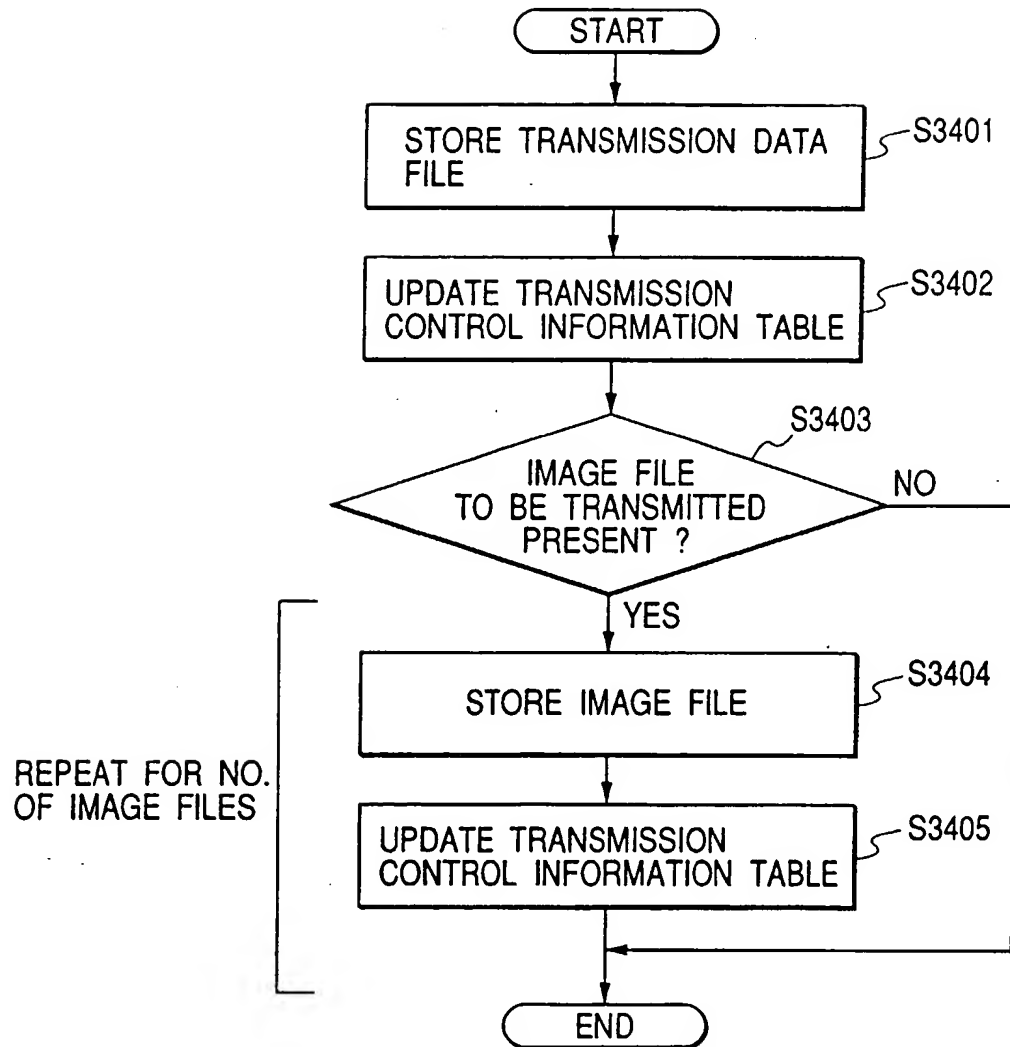 START
STORE TRANSMISSION DATA
FILE
S3401
UPDATE TRANSMISSION
CONTROL INFORMATION TABLE
S3402
S3403
IMAGE FILE
TO BE TRANSMITTED
PRESENT ?
NO
YES
STORE IMAGE FILE
S3404
REPEAT FOR NO.
OF IMAGE FILES
UPDATE TRANSMISSION
CONTROL INFORMATION TABLE
S3405
END